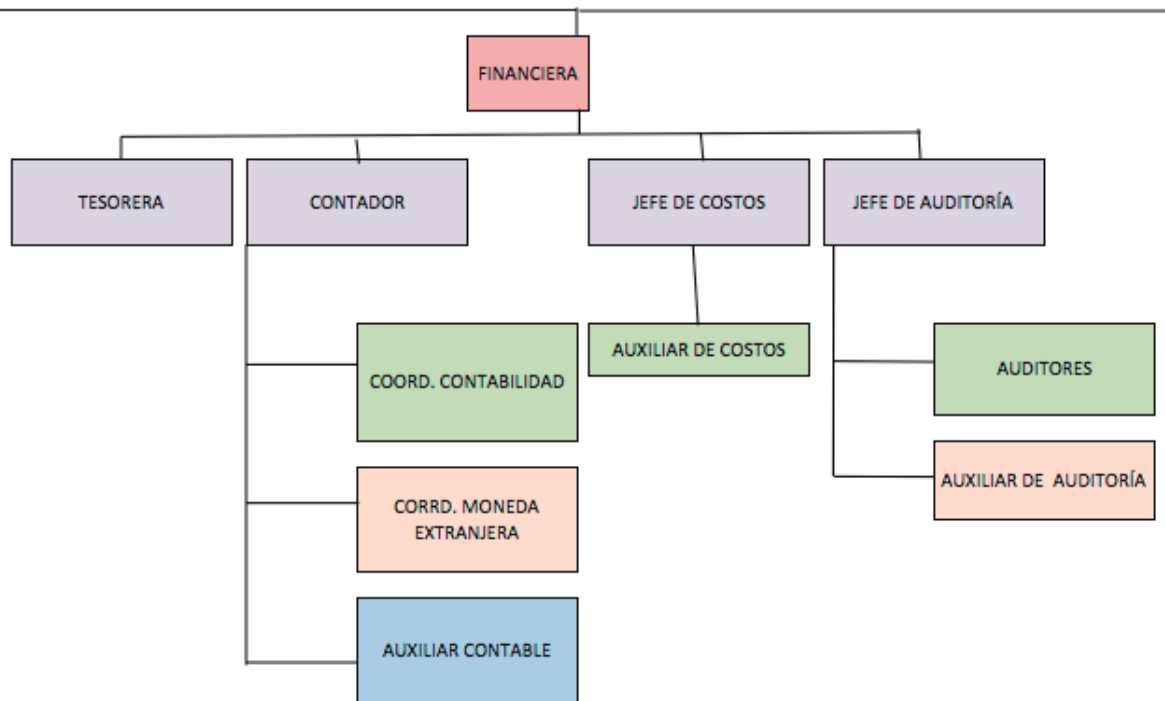 FINANCIERA
TESORERA
CONTADOR
JEFE DE COSTOS
JEFE DE AUDITORÍA
COORD. CONTABILIDAD
CORRD. MONEDA
EXTRANJERA
AUXILIAR CONTABLE
AUXILIAR DE COSTOS
AUDITORES
AUXILIAR DE AUDITORÍA